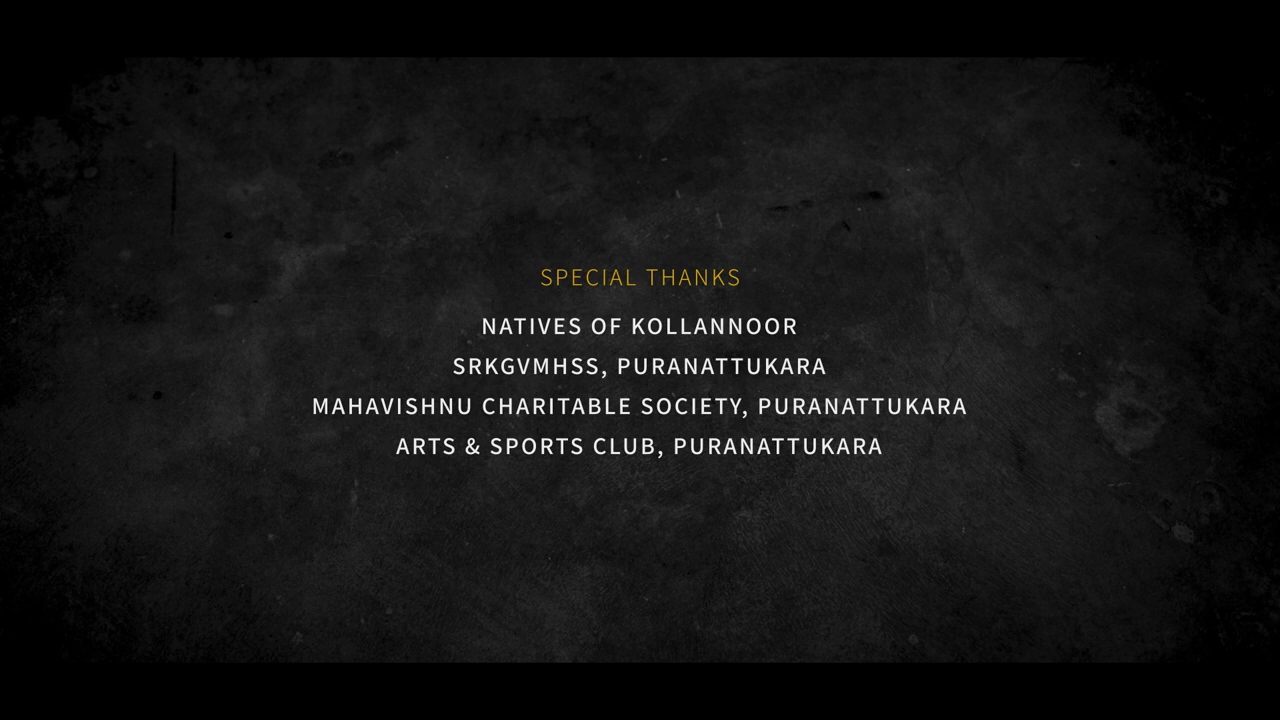 SPECIAL THANKS
NATIVES OF KOLLANNOOR
SRKGVMHSS, PURANATTUKARA
MAHAVISHNU CHARITABLE SOCIETY, PURANATTUKARA
ARTS & SPORTS CLUB, PURANATTUKARA